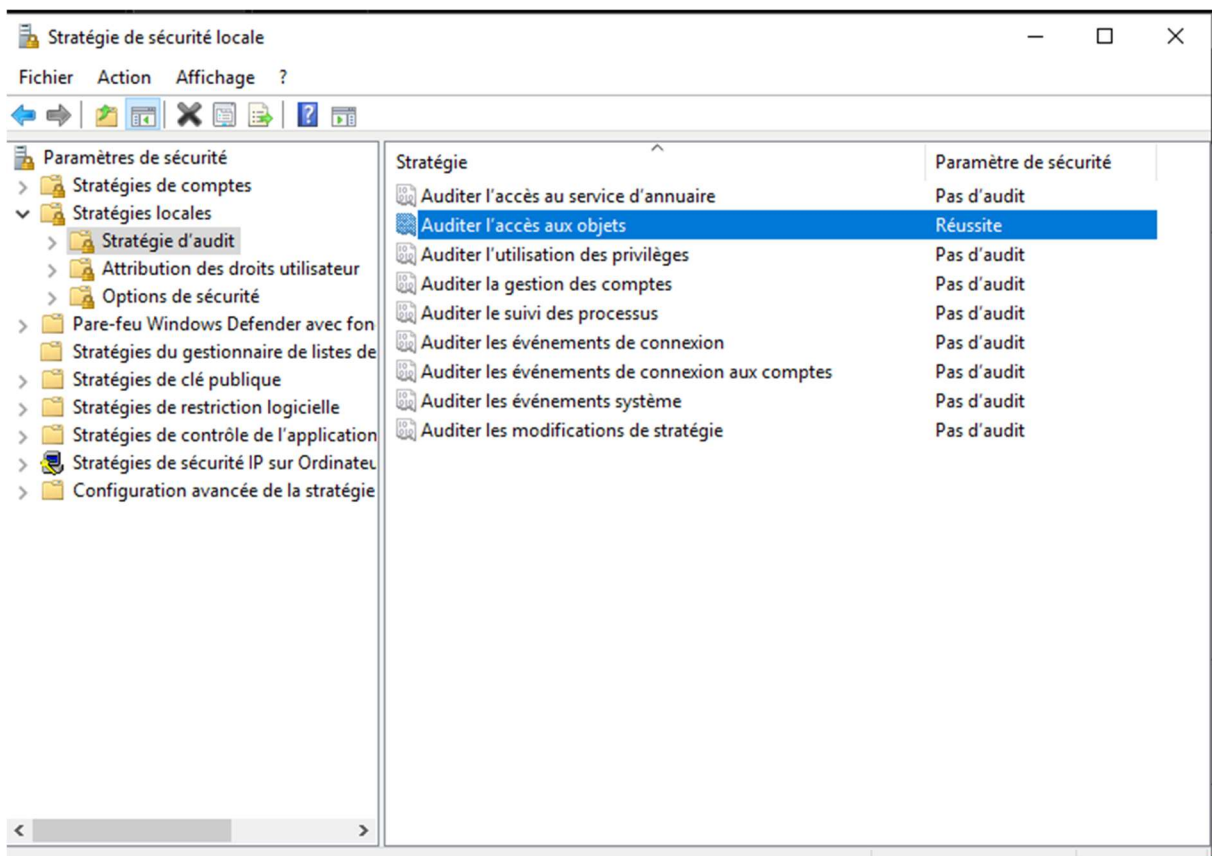 Stratégie de sécurité locale
Fichier Action Affichage ?
Paramètres de sécurité
Stratégies de comptes
Stratégies locales
Stratégie d'audit
Attribution des droits utilisateur
Options de sécurité
Pare-feu Windows Defender avec fon
Stratégies du gestionnaire de listes de
Stratégies de clé publique
Stratégies de restriction logicielle
Stratégies de contrôle de l'application
Stratégies de sécurité IP sur Ordinateu
Configuration avancée de la stratégie
Stratégie Paramètre de sécurité
Auditer l'accès au service d'annuaire Pas d'audit
Auditer l'accès aux objets Réussite
Auditer l'utilisation des privilèges Pas d'audit
Auditer la gestion des comptes Pas d'audit
Auditer le suivi des processus Pas d'audit
Auditer les événements de connexion Pas d'audit
Auditer les événements de connexion aux comptes Pas d'audit
Auditer les événements système Pas d'audit
Auditer les modifications de stratégie Pas d'audit